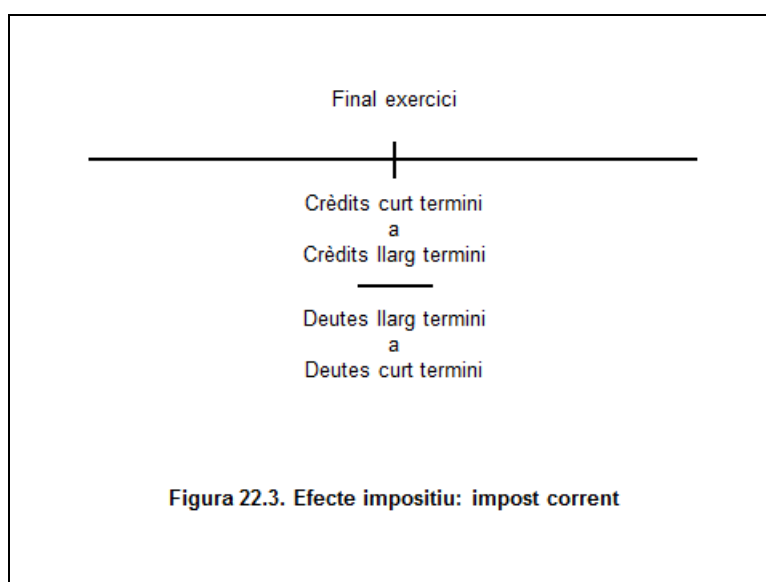 Final exercici
Crèdits curt termini
a
Crèdits llarg termini
Deutes llarg termini
a
Deutes curt termini
Figura 22.3. Efecte impositiu: impost corrent